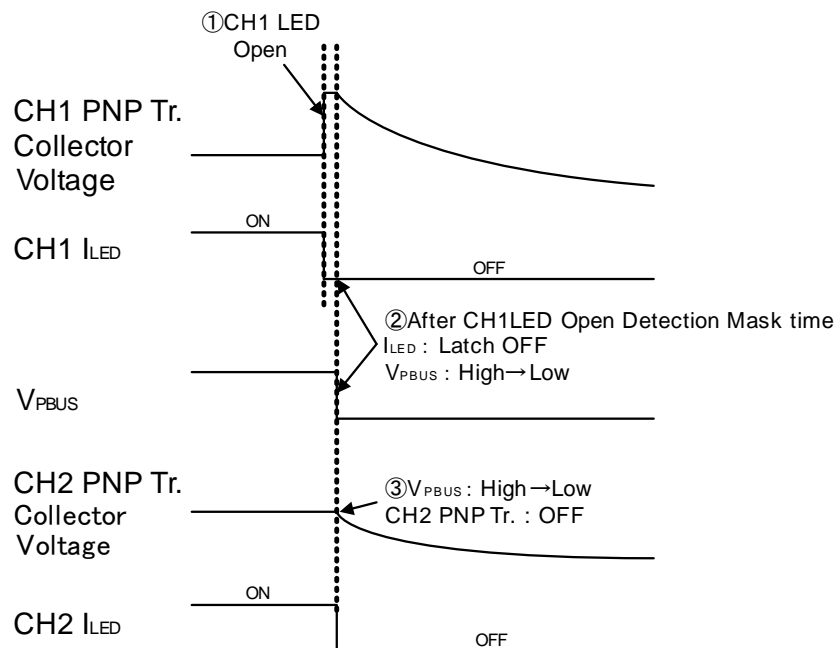 ①CH1 LED
Open
CH1 PNP Tr.
Collector
Voltage
ON
CH1 ILED
OFF
②After CH1LED Open Detection Mask time
ILED : Latch OFF
VPBUS : High→Low
VPBUS
CH2 PNP Tr.
Collector
Voltage
③VPBUS : High→Low
CH2 PNP Tr. : OFF
ON
CH2 ILED
OFF